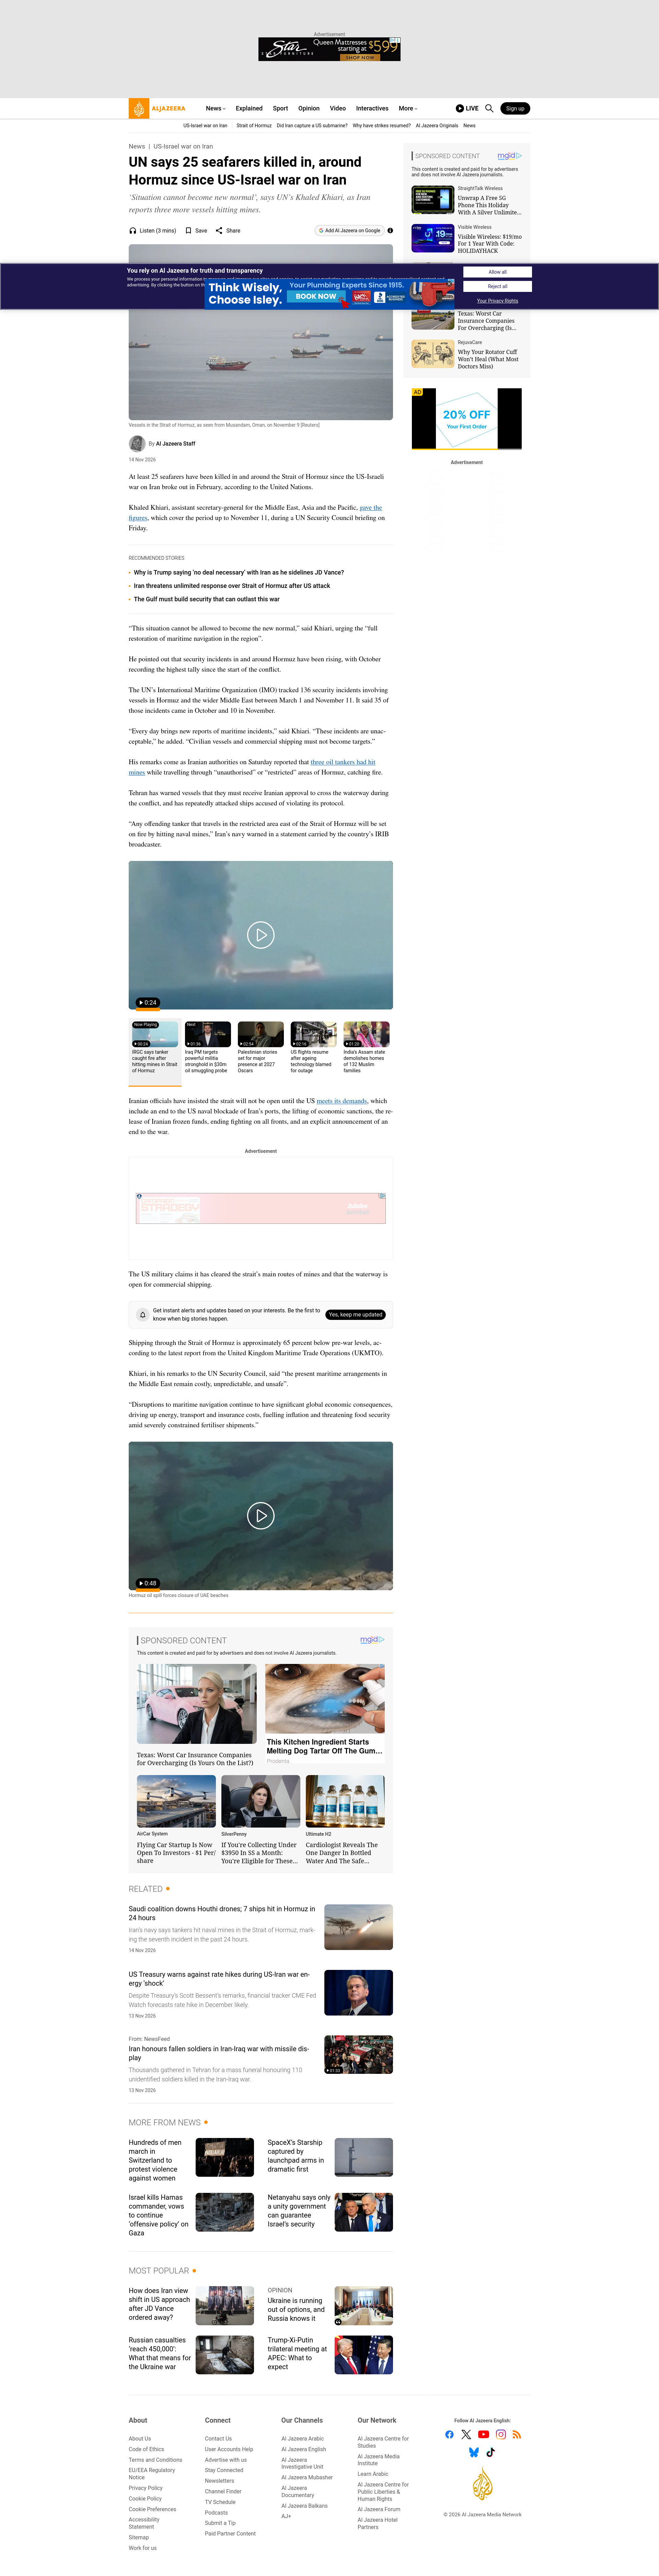 Advertisement
Star
FURNITURE COMPANY
Queen Mattresses
starting at $599
SHOP NOW
ALJAZEERA
News
Explained
Sport
Opinion
Video
Interactives
More
LIVE
Sign up
US-Israel war on Iran
Strait of Hormuz
Did Iran capture a US submarine?
Why have strikes resumed?
Al Jazeera Originals
News
News | US-Israel war on Iran
UN says 25 seafarers killed in, around
Hormuz since US-Israel war on Iran
‘Situation cannot become new normal’, says UN’s Khaled Khiari, as Iran
reports three more vessels hitting mines.
Listen (3 mins)
Save
Share
Add Al Jazeera on Google
SPONSORED CONTENT
mgid
This content is created and paid for by advertisers
and does not involve Al Jazeera journalists.
StraightTalk Wireless
Unwrap A Free 5G
Phone This Holiday
With A Silver Unlimite...
Visible Wireless
Visible Wireless: $19/mo
For 1 Year With Code:
HOLIDAYHACK
You rely on Al Jazeera for truth and transparency
Allow all
Reject all
Your Privacy Rights
Think Wisely,
Choose Isley.
Your Plumbing Experts Since 1915.
BOOK NOW
Texas: Worst Car
Insurance Companies
For Overcharging (Is...
RejuvaCare
Why Your Rotator Cuff
Won't Heal (What Most
Doctors Miss)
AD
20% OFF
Your First Order
Advertisement
Vessels in the Strait of Hormuz, as seen from Musandam, Oman, on November 9 [Reuters]
By Al Jazeera Staff
14 Nov 2026
At least 25 seafarers have been killed in and around the Strait of Hormuz since the US-Israeli
war on Iran broke out in February, according to the United Nations.
Khaled Khiari, assistant secretary-general for the Middle East, Asia and the Pacific, gave the
figures, which cover the period up to November 11, during a UN Security Council briefing on
Friday.
RECOMMENDED STORIES
Why is Trump saying ‘no deal necessary’ with Iran as he sidelines JD Vance?
Iran threatens unlimited response over Strait of Hormuz after US attack
The Gulf must build security that can outlast this war
“This situation cannot be allowed to become the new normal,” said Khiari, urging the “full
restoration of maritime navigation in the region”.
He pointed out that security incidents in and around Hormuz have been rising, with October
recording the highest tally since the start of the conflict.
The UN’s International Maritime Organization (IMO) tracked 136 security incidents involving
vessels in Hormuz and the wider Middle East between March 1 and November 11. It said 35 of
those incidents came in October and 10 in November.
“Every day brings new reports of maritime incidents,” said Khiari. “These incidents are unac-
ceptable,” he added. “Civilian vessels and commercial shipping must not become targets.”
His remarks come as Iranian authorities on Saturday reported that three oil tankers had hit
mines while travelling through “unauthorised” or “restricted” areas of Hormuz, catching fire.
Tehran has warned vessels that they must receive Iranian approval to cross the waterway during
the conflict, and has repeatedly attacked ships accused of violating its protocol.
“Any offending tanker that travels in the restricted area east of the Strait of Hormuz will be set
on fire by hitting naval mines,” Iran’s navy warned in a statement carried by the country’s IRIB
broadcaster.
0:24
Now Playing
00:24
IRGC says tanker
caught fire after
hitting mines in Strait
of Hormuz
Next
01:36
Iraq PM targets
powerful militia
stronghold in $30m
oil smuggling probe
02:54
Palestinian stories
set for major
presence at 2027
Oscars
02:16
US flights resume
after ageing
technology blamed
for outage
01:20
India’s Assam state
demolishes homes
of 132 Muslim
families
Iranian officials have insisted the strait will not be open until the US meets its demands, which
include an end to the US naval blockade of Iran’s ports, the lifting of economic sanctions, the re-
lease of Iranian frozen funds, ending fighting on all fronts, and an explicit announcement of an
end to the war.
Advertisement
The US military claims it has cleared the strait’s main routes of mines and that the waterway is
open for commercial shipping.
Get instant alerts and updates based on your interests. Be the first to
know when big stories happen.
Yes, keep me updated
Shipping through the Strait of Hormuz is approximately 65 percent below pre-war levels, ac-
cording to the latest report from the United Kingdom Maritime Trade Operations (UKMTO).
Khiari, in his remarks to the UN Security Council, said “the present maritime arrangements in
the Middle East remain costly, unpredictable, and unsafe”.
“Disruptions to maritime navigation continue to have significant global economic consequences,
driving up energy, transport and insurance costs, fuelling inflation and threatening food security
amid severely constrained fertiliser shipments.”
0:48
Hormuz oil spill forces closure of UAE beaches
SPONSORED CONTENT
mgid
This content is created and paid for by advertisers and does not involve Al Jazeera journalists.
Texas: Worst Car Insurance Companies
for Overcharging (Is Yours On the List?)
This Kitchen Ingredient Starts
Melting Dog Tartar Off The Gum...
Prodenta
AirCar System
Flying Car Startup Is Now
Open To Investors - $1 Per/
share
SilverPenny
If You're Collecting Under
$3950 In SS a Month:
You're Eligible for These...
Ultimate H2
Cardiologist Reveals The
One Danger In Bottled
Water And The Safe...
RELATED
Saudi coalition downs Houthi drones; 7 ships hit in Hormuz in
24 hours
Iran’s navy says tankers hit naval mines in the Strait of Hormuz, mark-
ing the seventh incident in the past 24 hours.
14 Nov 2026
US Treasury warns against rate hikes during US-Iran war en-
ergy ‘shock’
Despite Treasury’s Scott Bessent’s remarks, financial tracker CME Fed
Watch forecasts rate hike in December likely.
13 Nov 2026
From: NewsFeed
Iran honours fallen soldiers in Iran-Iraq war with missile dis-
play
Thousands gathered in Tehran for a mass funeral honouring 110
unidentified soldiers killed in the Iran-Iraq war.
13 Nov 2026
01:33
MORE FROM NEWS
Hundreds of men
march in
Switzerland to
protest violence
against women
SpaceX’s Starship
captured by
launchpad arms in
dramatic first
Israel kills Hamas
commander, vows
to continue
‘offensive policy’ on
Gaza
Netanyahu says only
a unity government
can guarantee
Israel’s security
MOST POPULAR
How does Iran view
shift in US approach
after JD Vance
ordered away?
OPINION
Ukraine is running
out of options, and
Russia knows it
Russian casualties
‘reach 450,000’:
What that means for
the Ukraine war
Trump-Xi-Putin
trilateral meeting at
APEC: What to
expect
About
About Us
Code of Ethics
Terms and Conditions
EU/EEA Regulatory
Notice
Privacy Policy
Cookie Policy
Cookie Preferences
Accessibility
Statement
Sitemap
Work for us
Connect
Contact Us
User Accounts Help
Advertise with us
Stay Connected
Newsletters
Channel Finder
TV Schedule
Podcasts
Submit a Tip
Paid Partner Content
Our Channels
Al Jazeera Arabic
Al Jazeera English
Al Jazeera
Investigative Unit
Al Jazeera Mubasher
Al Jazeera
Documentary
Al Jazeera Balkans
AJ+
Our Network
Al Jazeera Centre for
Studies
Al Jazeera Media
Institute
Learn Arabic
Al Jazeera Centre for
Public Liberties &
Human Rights
Al Jazeera Forum
Al Jazeera Hotel
Partners
Follow Al Jazeera English:
© 2026 Al Jazeera Media Network